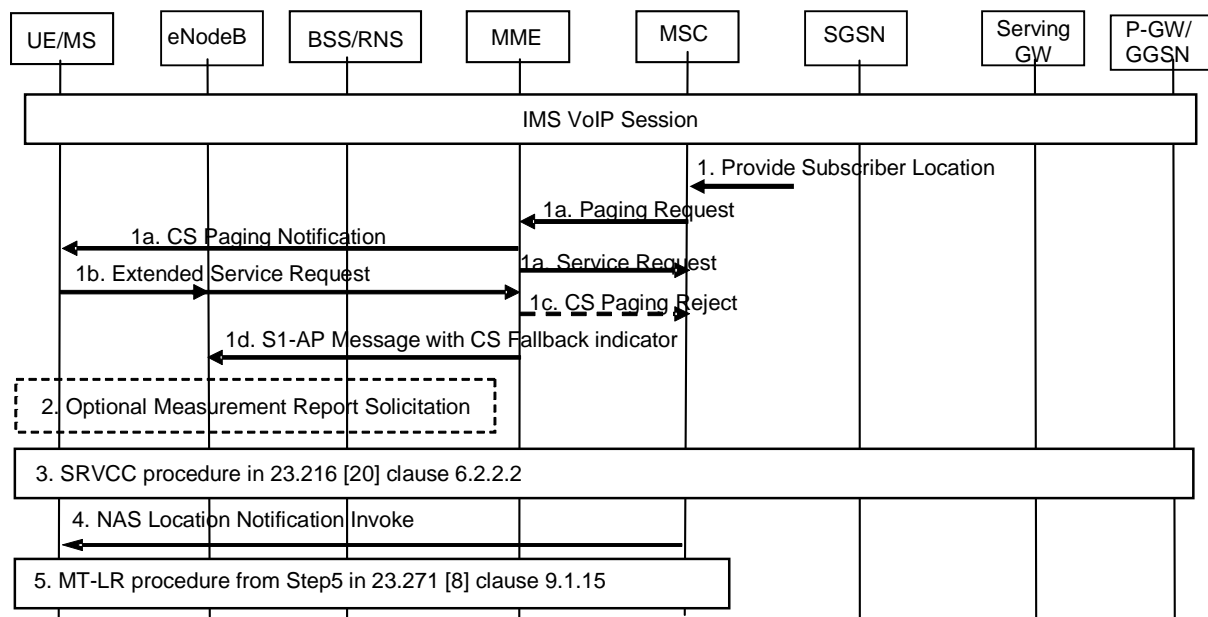 UE/MS
eNodeB
BSS/RNS
MME
MSC
SGSN
Serving
GW
P-GW/
GGSN
IMS VoIP Session
1. Provide Subscriber Location
1a. Paging Request
1a. CS Paging Notification
1a. Service Request
1b. Extended Service Request
1c. CS Paging Reject
1d. S1-AP Message with CS Fallback indicator
2. Optional Measurement Report Solicitation
3. SRVCC procedure in 23.216 [20] clause 6.2.2.2
4. NAS Location Notification Invoke
5. MT-LR procedure from Step5 in 23.271 [8] clause 9.1.15